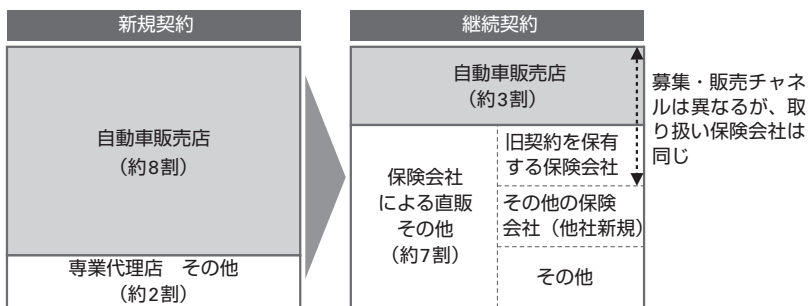 新規契約
自動車販売店
（約8割）
専業代理店　その他
（約2割）
継続契約
自動車販売店
（約3割）
保険会社
による直販
その他
（約7割）
旧契約を保有
する保険会社
その他の保険
会社（他社新規）
その他
募集・販売チャネ
ルは異なるが、取
り扱い保険会社は
同じ